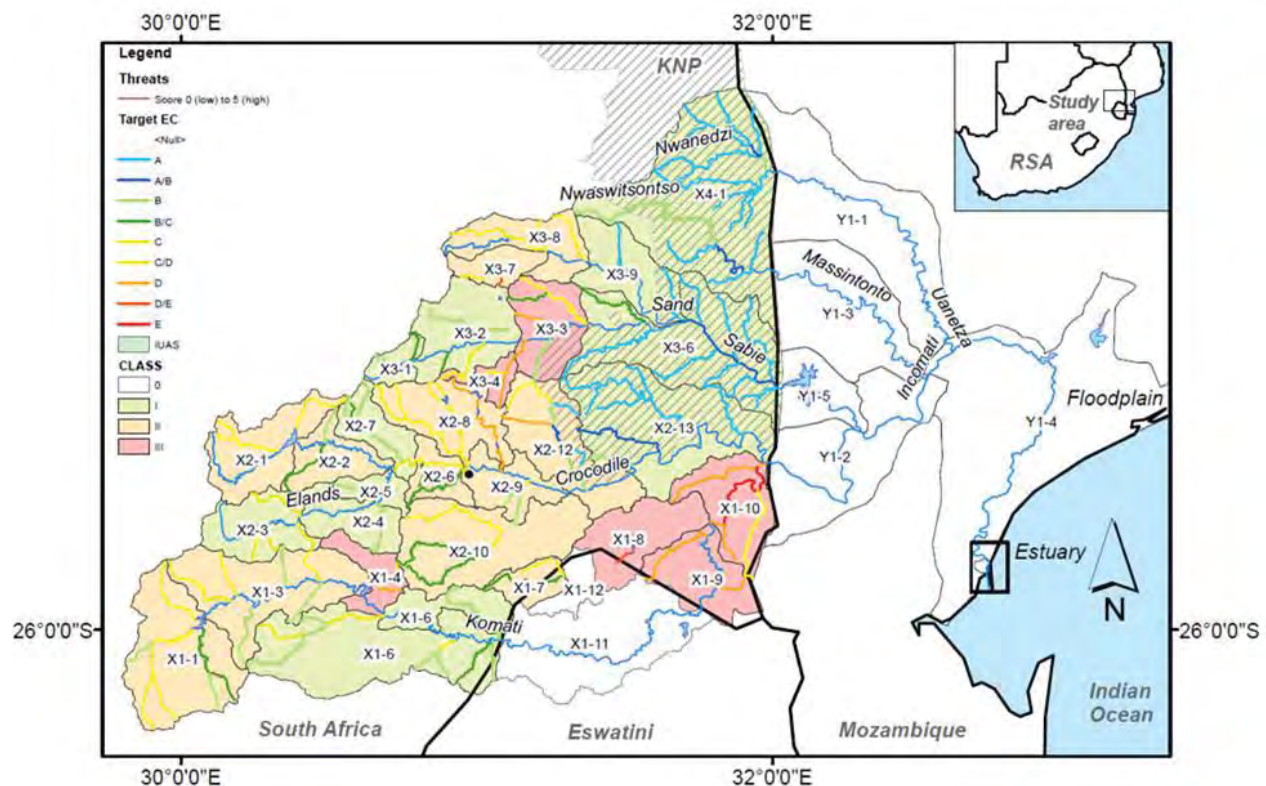 30°0'0"E
32°0'0"E
Legend
Threats
Score 0 (low) to 5 (high)
Target EC
<Null>
A
A/B
B
B/C
C
C/D
D
D/E
E
IUAS
CLASS
0
I
II
III
KNP
Study
area
RSA
Nwanedzi
Nwaswitsontso
X4-1
Y1-1
X3-8
X3-7
X3-9
Massintonto
Uanetza
Sand
X3-3
X3-2
Y1-3
X3-6
Sabie
X3-1
X3-4
Incomati
Y1-5
Floodplain
X2-8
X2-7
X2-13
Y1-4
X2-12
X2-1
X2-2
Y1-2
Crocodile
X2-6
X2-9
X2-5
Elands
X1-10
X2-4
X2-3
X1-8
X2-10
Estuary
X1-4
X1-9
X1-3
X1-7
X1-12
N
X1-6
Komati
26°0'0"S
26°0'0"S
X1-11
X1-6
X1-1
Indian
Ocean
South Africa
Eswatini
Mozambique
30°0'0"E
32°0'0"E